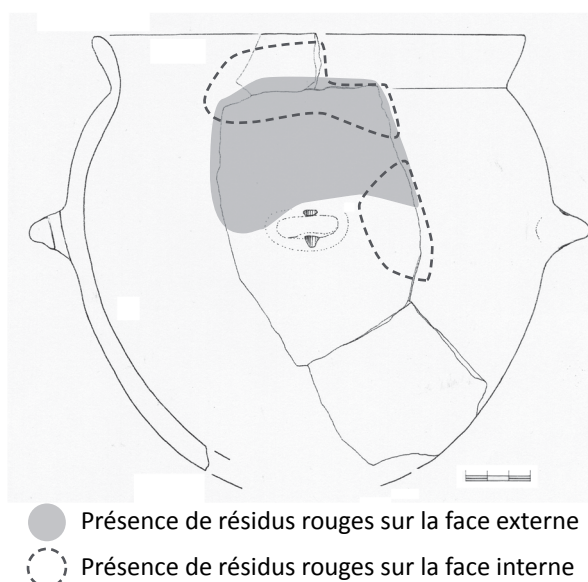 Présence de résidus rouges sur la face externe
Présence de résidus rouges sur la face interne